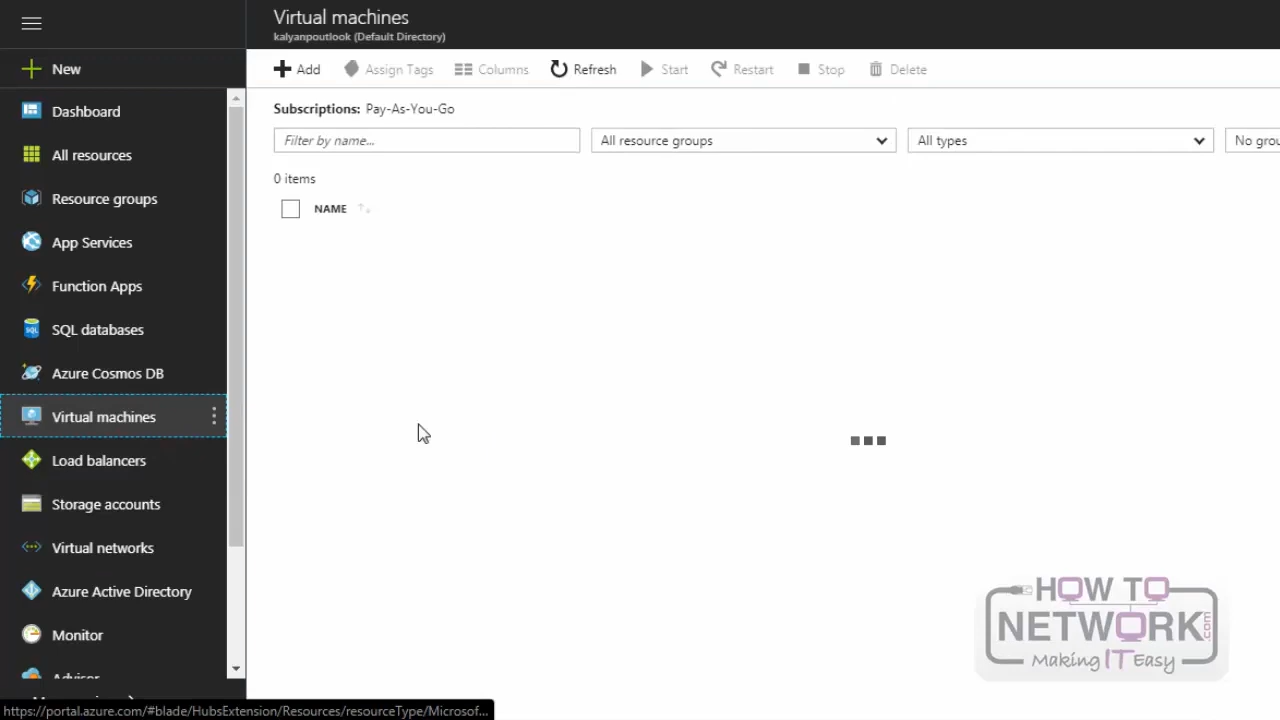 Virtual machines
kalyanpoutlook (Default Directory)
New
Add
Assign Tags
Columns
Refresh
Start
Restart
Stop
Delete
Dashboard
All resources
Resource groups
App Services
Function Apps
SQL databases
Azure Cosmos DB
Virtual machines
Load balancers
Storage accounts
Virtual networks
Azure Active Directory
Monitor
Advisor
Subscriptions: Pay-As-You-Go
Filter by name...
All resource groups
All types
No grou
0 items
NAME
HOW TO
NETWORK.com
Making IT Easy
https://portal.azure.com/#blade/HubsExtension/Resources/resourceType/Microsof...